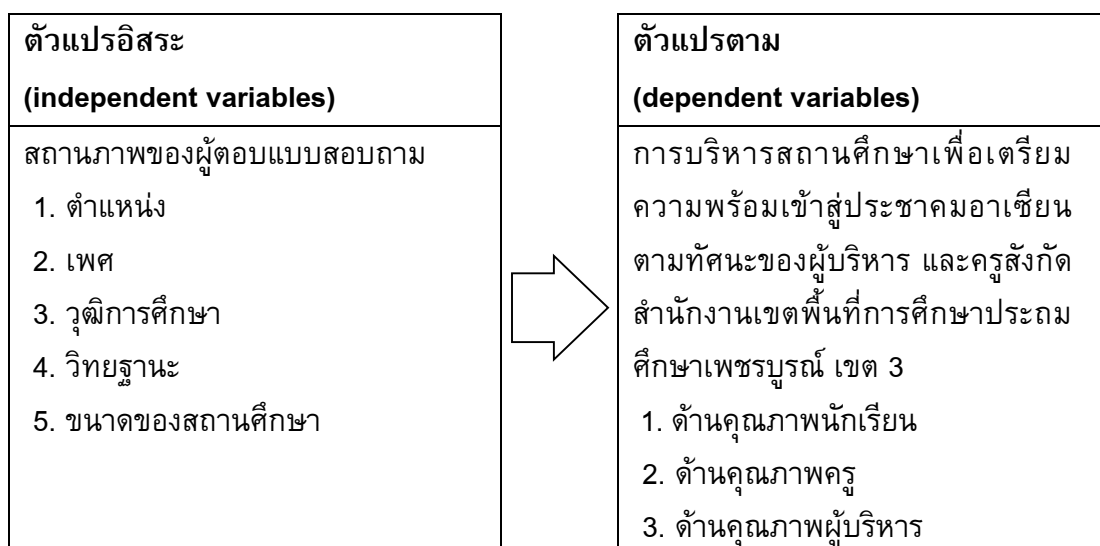 ตัวแปรอิสระ
(independent variables)
สถานภาพของผู้ตอบแบบสอบถาม
1. ตำแหน่ง
2. เพศ
3. วุฒิการศึกษา
4. วิทยฐานะ
5. ขนาดของสถานศึกษา
ตัวแปรตาม
(dependent variables)
การบริหารสถานศึกษาเพื่อเตรียม
ความพร้อมเข้าสู่ประชาคมอาเซียน
ตามทัศนะของผู้บริหาร และครูสังกัด
สำนักงานเขตพื้นที่การศึกษาประถม
ศึกษาเพชรบูรณ์ เขต 3
1. ด้านคุณภาพนักเรียน
2. ด้านคุณภาพครู
3. ด้านคุณภาพผู้บริหาร